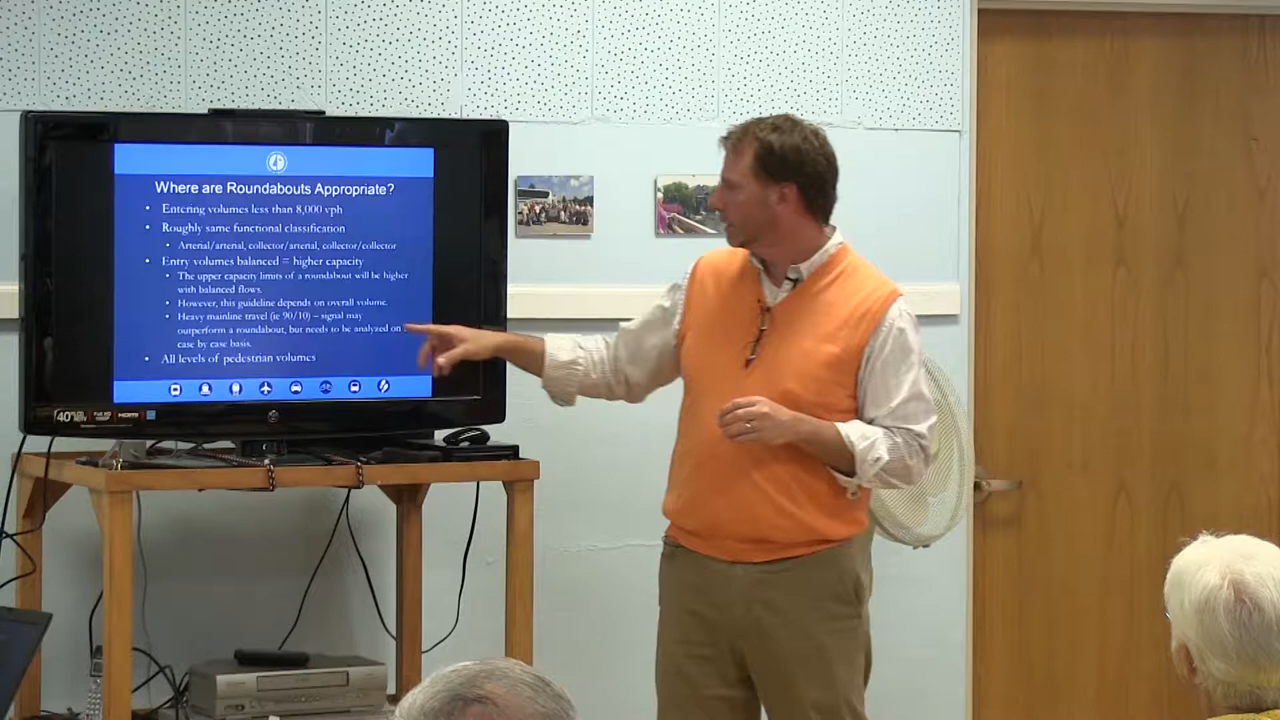 Where are Roundabouts Appropriate?
• Entering volumes less than 8,000 vph
• Roughly same functional classification
• Arterial/arterial, collector/arterial, collector/collector
• Entry volumes balanced = higher capacity
• The upper capacity limits of a roundabout will be higher
with balanced flows.
• However, this guideline depends on overall volume.
• Heavy mainline travel (ie 90/10) – signal may
outperform a roundabout, but needs to be analyzed on
case by case basis.
• All levels of pedestrian volumes
40
HDMI